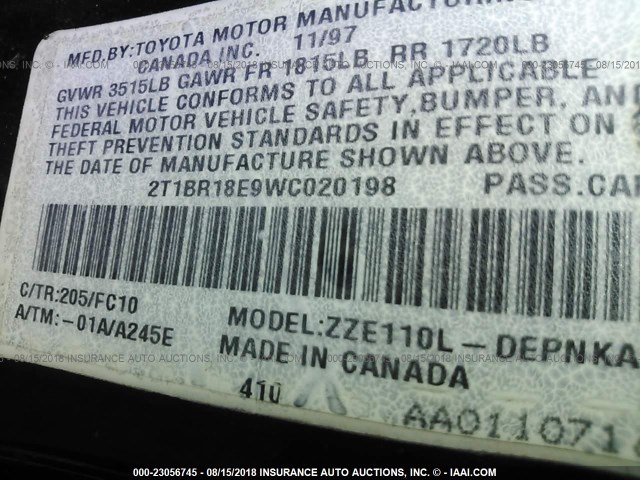 MFD.BY:TOYOTA MOTOR MANUFACTURING
CANADA INC. 11/97
GVWR 3515LB GAWR FR 1815LB RR 1720LB
THIS VEHICLE CONFORMS TO ALL APPLICABLE
FEDERAL MOTOR VEHICLE SAFETY,BUMPER, AND
THEFT PREVENTION STANDARDS IN EFFECT ON
THE DATE OF MANUFACTURE SHOWN ABOVE.
2T1BR18E9WC020198 PASS.CAR
C/TR:205/FC10
A/TM:-01A/A245E
MODEL:ZZE110L-DEPNKA
MADE IN CANADA
410
AA011071
000-23056745 - 08/15/2018 INSURANCE AUTO AUCTIONS, INC. - © IAAI.COM